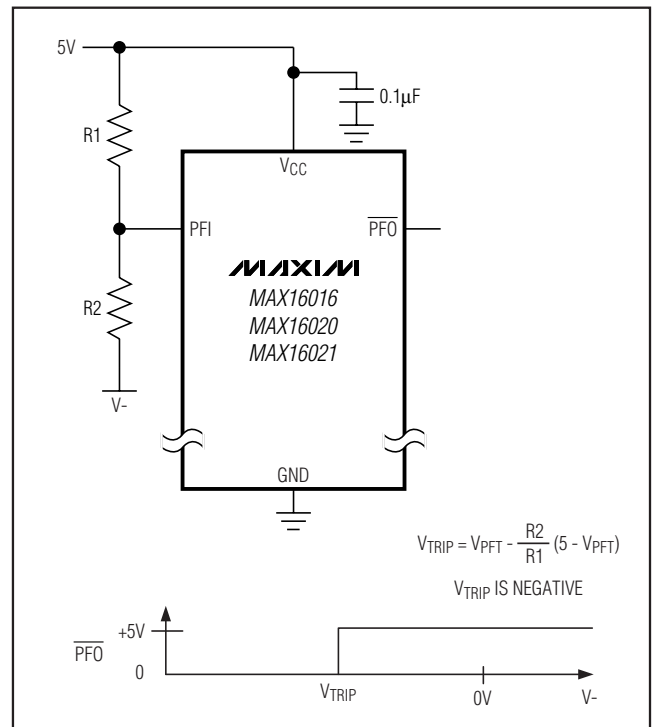 5V
0.1μF
R1
VCC
PFI
PFO
MAXIM
MAX16016
MAX16020
MAX16021
R2
V-
GND
VTRIP = VPFT - R2/R1 (5 - VPFT)
VTRIP IS NEGATIVE
+5V
PFO
0
VTRIP
0V
V-